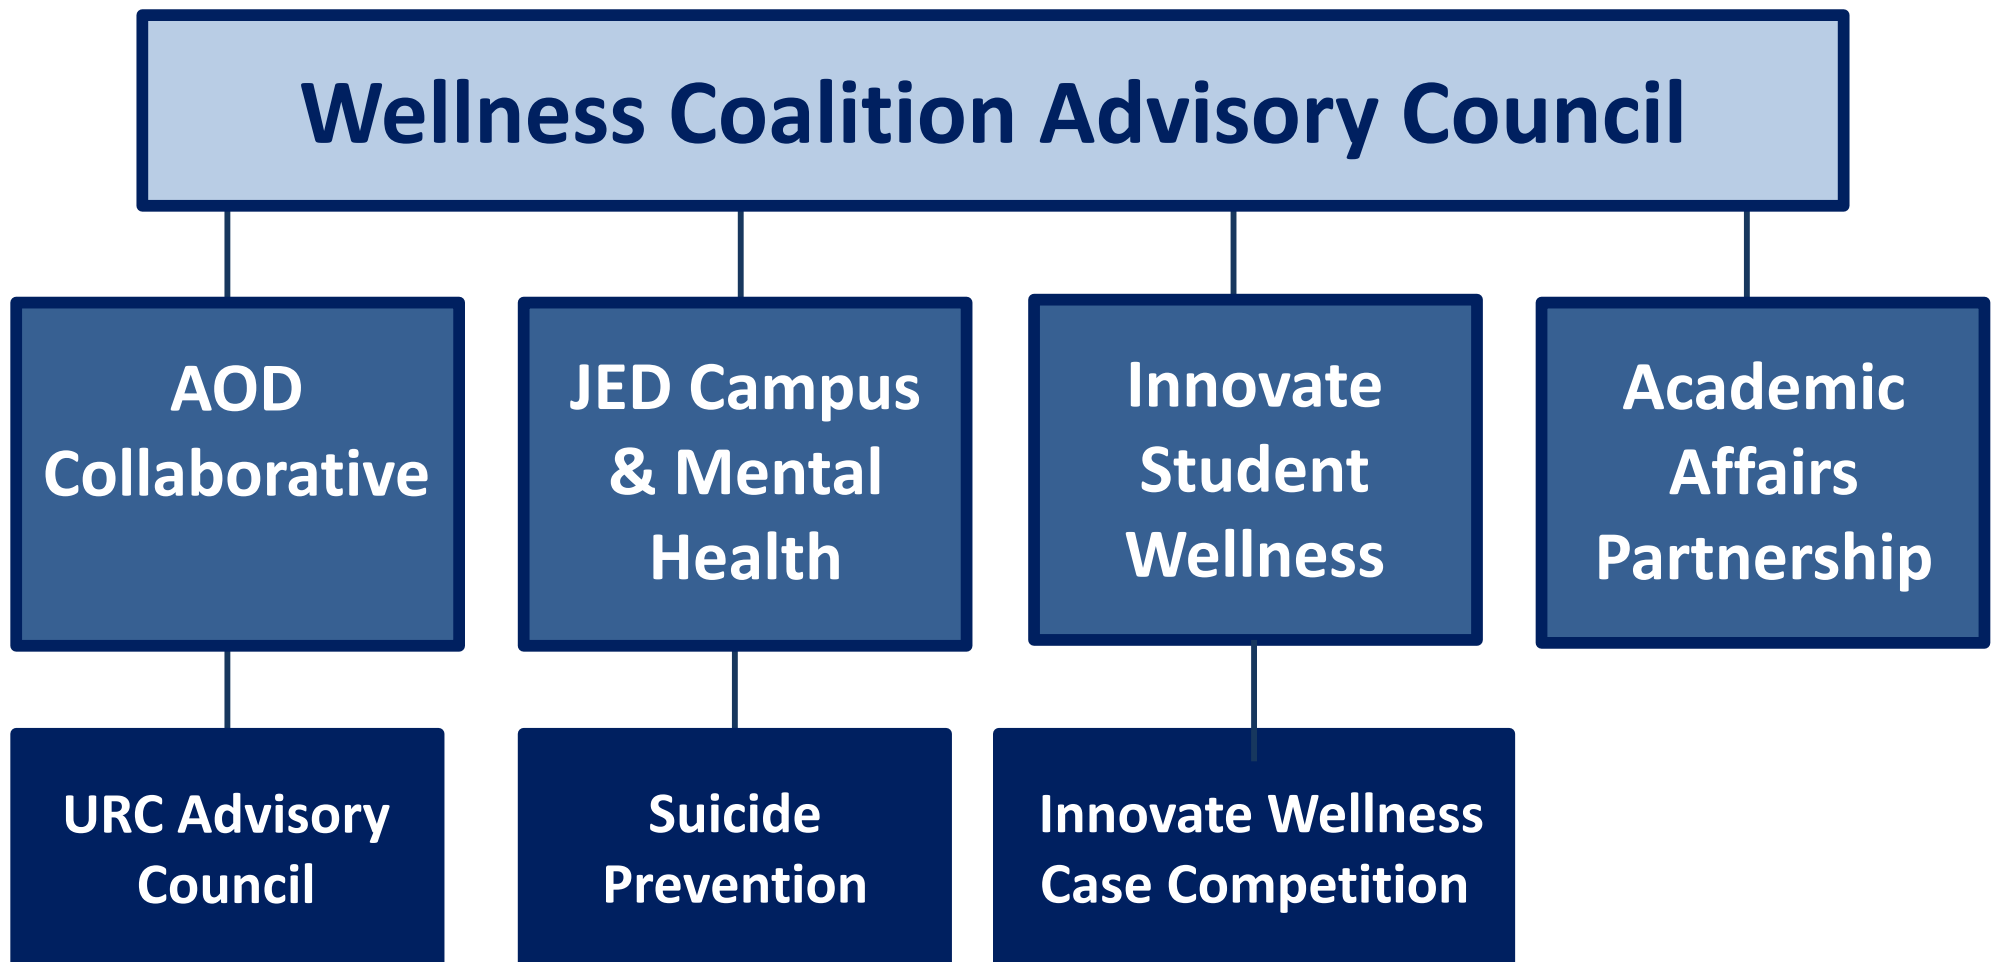 Wellness Coalition Advisory Council
AOD
Collaborative
JED Campus
& Mental
Health
Innovate
Student
Wellness
Academic
Affairs
Partnership
URC Advisory
Council
Suicide
Prevention
Innovate Wellness
Case Competition